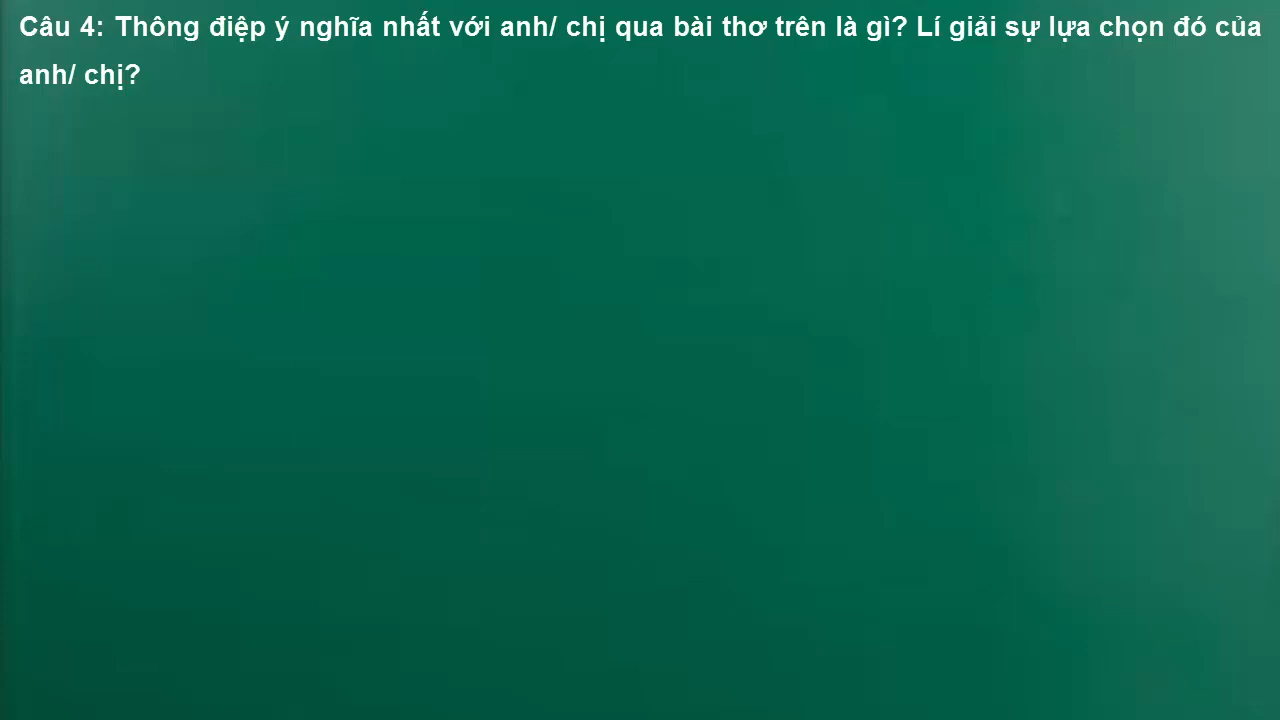 Câu 4: Thông điệp ý nghĩa nhất với anh/ chị qua bài thơ trên là gì? Lí giải sự lựa chọn đó của
anh/ chị?